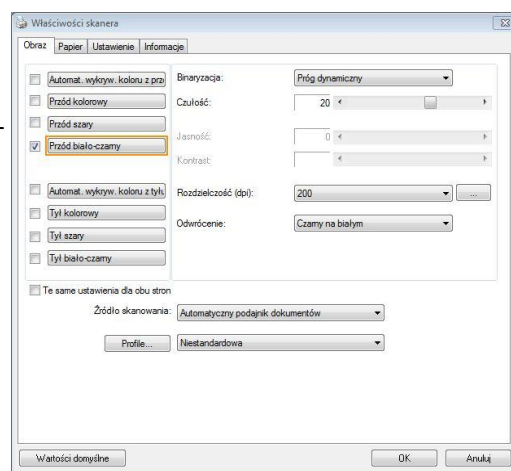 Właściwości skanera
Obraz Papier Ustawienie Informacje
Automat. wykryw. koloru z prz
Przód kolorowy
Przód szary
Przód biało-czarny
Automat. wykryw. koloru z tyłu
Tył kolorowy
Tył szary
Tył biało-czarny
Binaryzacja: Próg dynamiczny
Czułość: 20
Jasność: 0
Kontrast:
Rozdzielczość (dpi): 200 ...
Odwrócenie: Czarny na białym
Te same ustawienia dla obu stron
Źródło skanowania: Automatyczny podajnik dokumentów
Profile... Niestandardowa
Wartości domyślne OK Anuluj